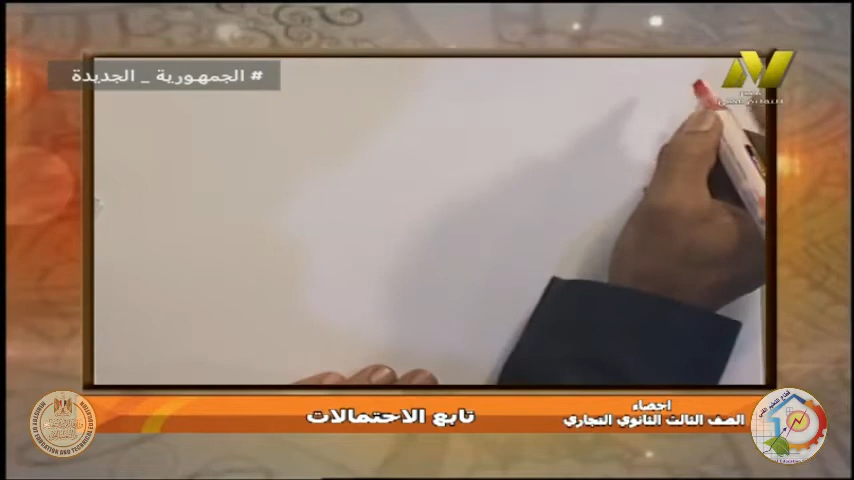 # الجمهورية _ الجديدة
احصاء
الصف الثالث الثانوي التجاري
تابع الاحتمالات